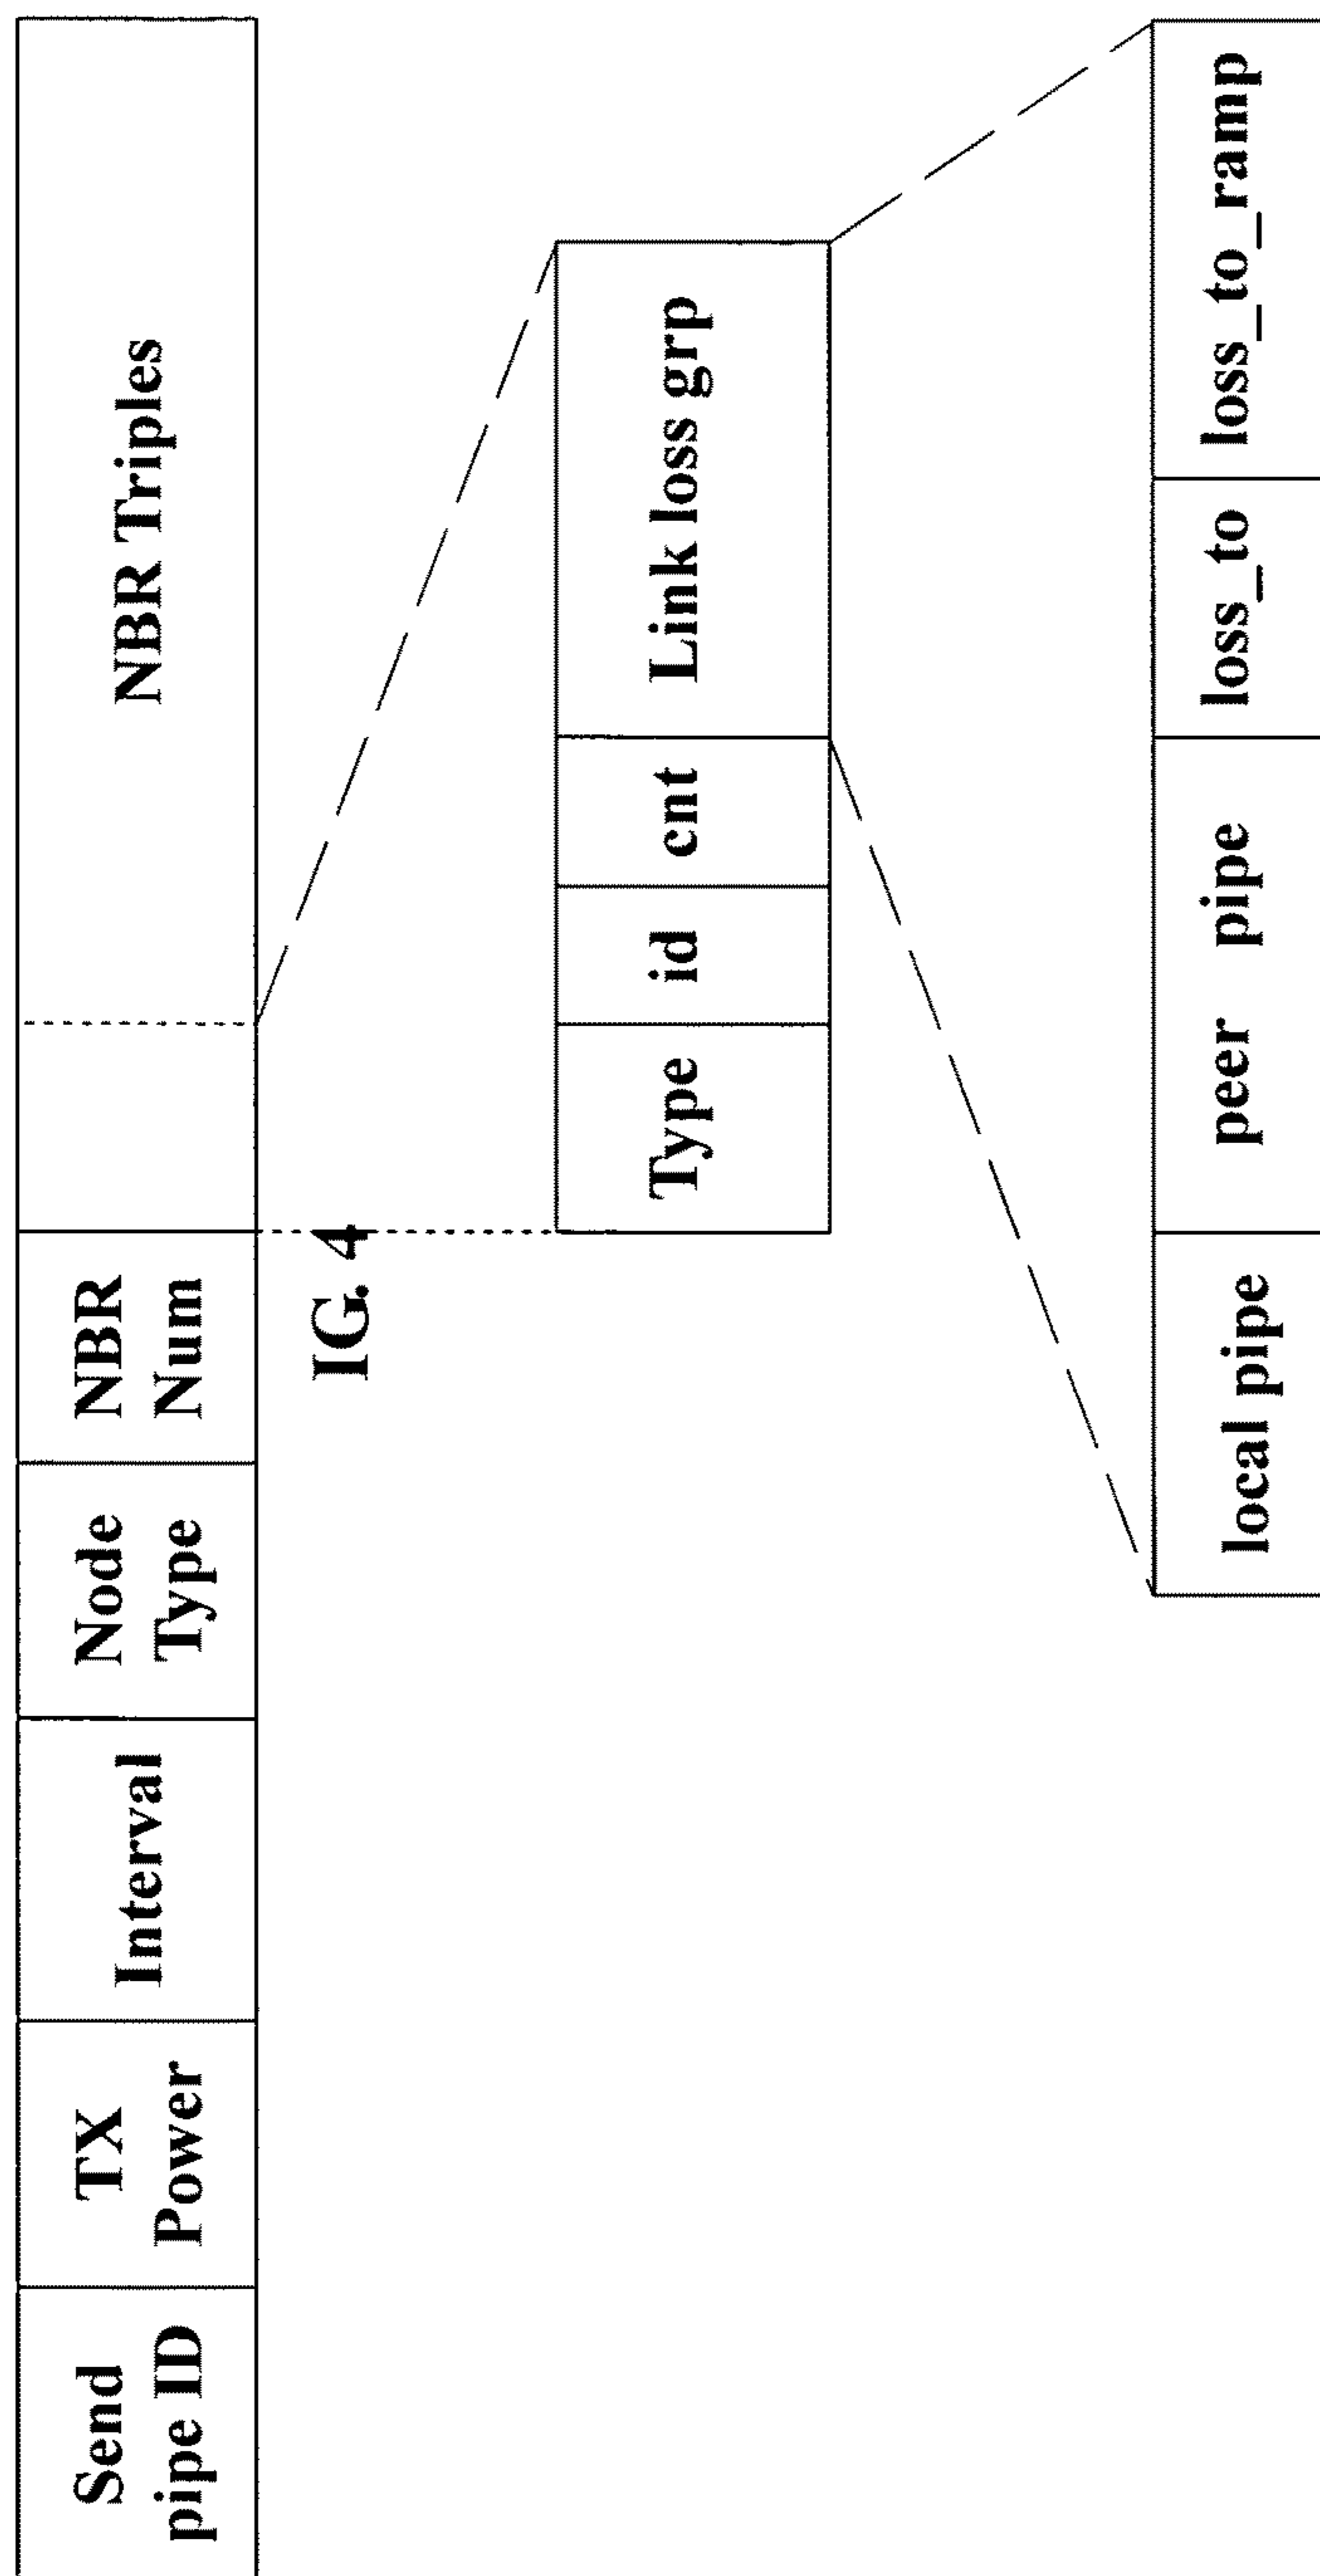 Send
pipe ID
TX
Power
Interval
Node
Type
NBR
Num
NBR Triples
IG. 4
Type
id
cnt
Link loss grp
local pipe
peer pipe
loss_to
loss_to_ramp